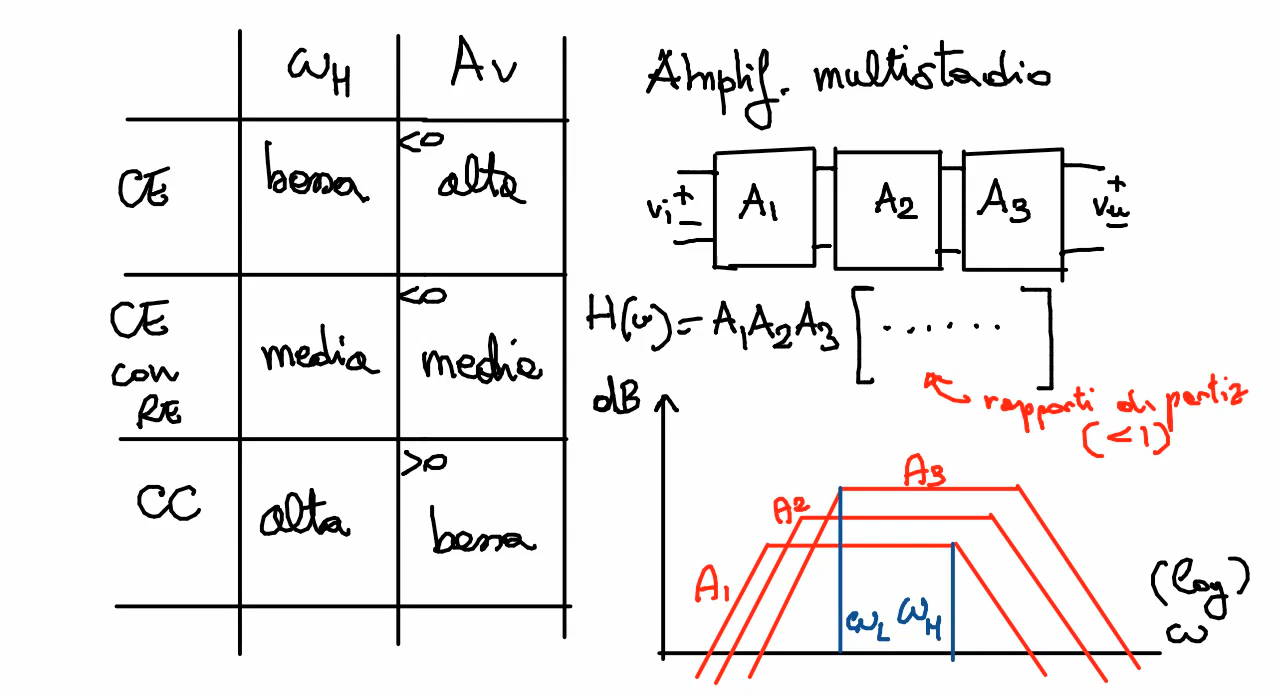 ωH AV
CE bassa <0 alta
CE con RE media <0 media
CC alta >0 bassa
Amplif. multistadio
vi + − A1 A2 A3 + vu −
H(ω) = A1A2A3 [......]
rapporti di partiz
(<1)
dB
A3
A2
A1
ωL ωH
(log)
ω